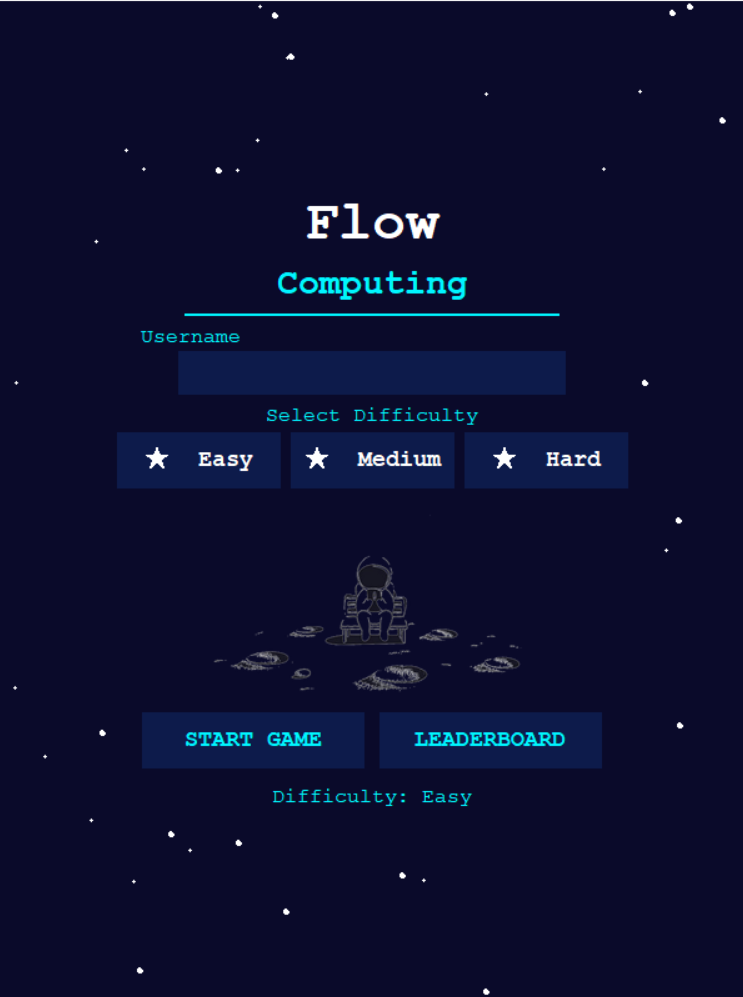 Flow
Computing
Username
Select Difficulty
★ Easy ★ Medium ★ Hard
START GAME LEADERBOARD
Difficulty: Easy